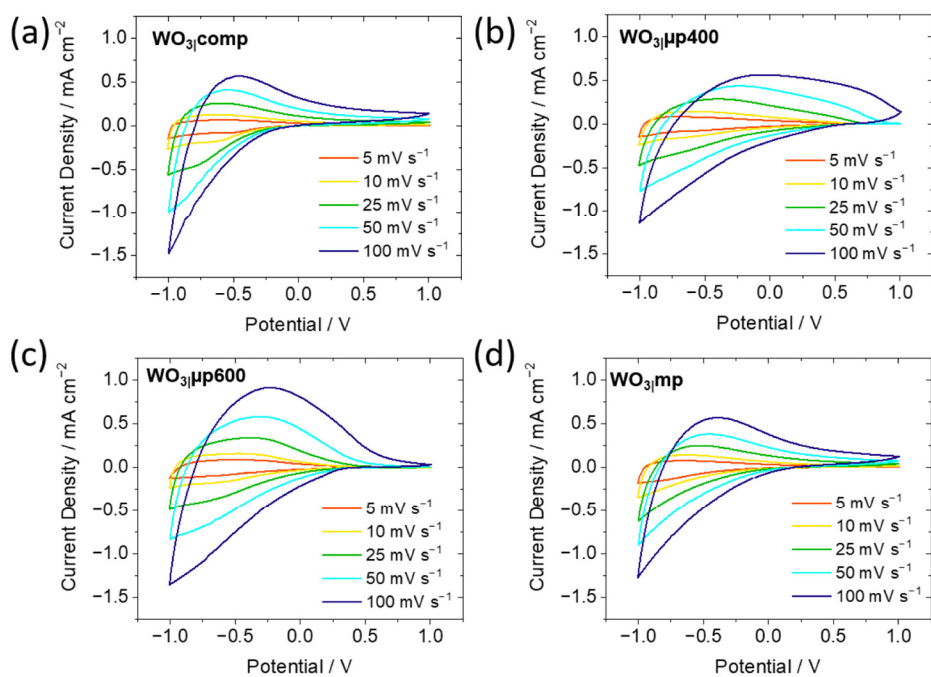 (a)
WO₃|comp
1.0
0.5
0.0
−0.5
−1.0
−1.5
Current Density / mA cm⁻²
5 mV s⁻¹
10 mV s⁻¹
25 mV s⁻¹
50 mV s⁻¹
100 mV s⁻¹
−1.0 −0.5 0.0 0.5 1.0
Potential / V
(b)
WO₃|µp400
1.0
0.5
0.0
−0.5
−1.0
−1.5
Current Density / mA cm⁻²
5 mV s⁻¹
10 mV s⁻¹
25 mV s⁻¹
50 mV s⁻¹
100 mV s⁻¹
−1.0 −0.5 0.0 0.5 1.0
Potential / V
(c)
WO₃|µp600
1.0
0.5
0.0
−0.5
−1.0
−1.5
Current Density / mA cm⁻²
5 mV s⁻¹
10 mV s⁻¹
25 mV s⁻¹
50 mV s⁻¹
100 mV s⁻¹
−1.0 −0.5 0.0 0.5 1.0
Potential / V
(d)
WO₃|mp
1.0
0.5
0.0
−0.5
−1.0
−1.5
Current Density / mA cm⁻²
5 mV s⁻¹
10 mV s⁻¹
25 mV s⁻¹
50 mV s⁻¹
100 mV s⁻¹
−1.0 −0.5 0.0 0.5 1.0
Potential / V